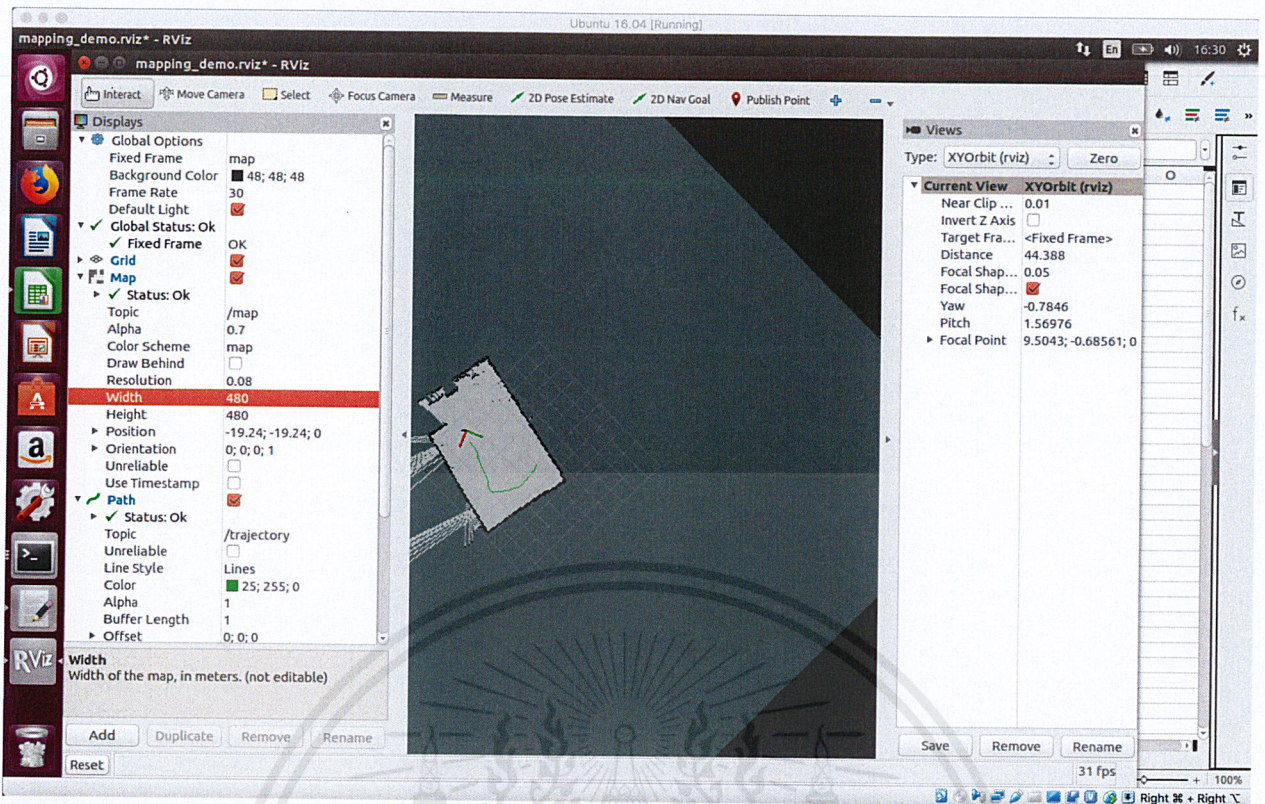 Ubuntu 16.04 [Running]
mapping_demo.rviz* - RViz
En 16:30
mapping_demo.rviz* - RViz
Interact Move Camera Select Focus Camera Measure 2D Pose Estimate 2D Nav Goal Publish Point
Displays
Global Options
Fixed Frame map
Background Color 48; 48; 48
Frame Rate 30
Default Light
Global Status: Ok
Fixed Frame OK
Grid
Map
Status: Ok
Topic /map
Alpha 0.7
Color Scheme map
Draw Behind
Resolution 0.08
Width 480
Height 480
Position -19.24; -19.24; 0
Orientation 0; 0; 0; 1
Unreliable
Use Timestamp
Path
Status: Ok
Topic /trajectory
Unreliable
Line Style Lines
Color 25; 255; 0
Alpha 1
Buffer Length 1
Offset 0; 0; 0
Width
Width of the map, in meters. (not editable)
Add Duplicate Remove Rename
Reset
Views
Type: XYOrbit (rviz) Zero
Current View XYOrbit (rviz)
Near Clip ... 0.01
Invert Z Axis
Target Fra... <Fixed Frame>
Distance 44.388
Focal Shap... 0.05
Focal Shap...
Yaw -0.7846
Pitch 1.56976
Focal Point 9.5043; -0.68561; 0
Save Remove Rename
31 fps
O
fx
100%
Right ⌘ + Right ⌥
a
RViz